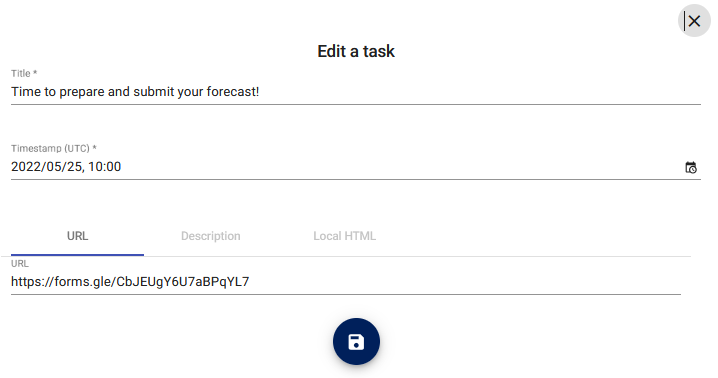 Edit a task
Title *
Time to prepare and submit your forecast!
Timestamp (UTC) *
2022/05/25, 10:00
URL Description Local HTML
URL
https://forms.gle/CbJEUgY6U7aBPqYL7